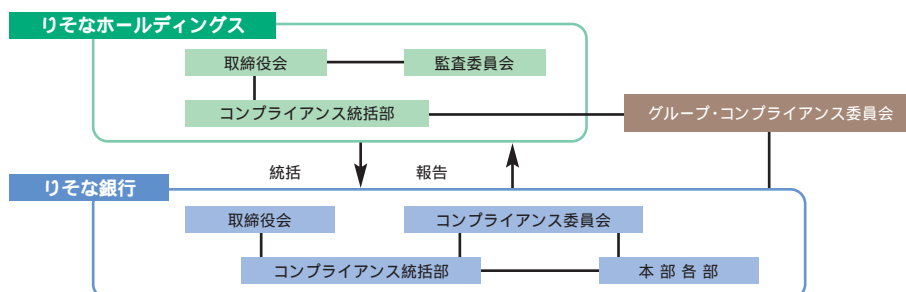 りそなホールディングス
取締役会
監査委員会
コンプライアンス統括部
グループ・コンプライアンス委員会
統括
報告
りそな銀行
取締役会
コンプライアンス委員会
コンプライアンス統括部
本部各部